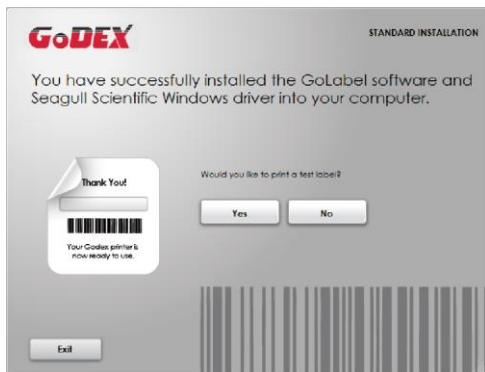 GoDEX
STANDARD INSTALLATION
You have successfully installed the GoLabel software and
Seagull Scientific Windows driver into your computer.
Thank You!
Your Godex printer is
now ready to use.
Would you like to print a test label?
Yes
No
Exit